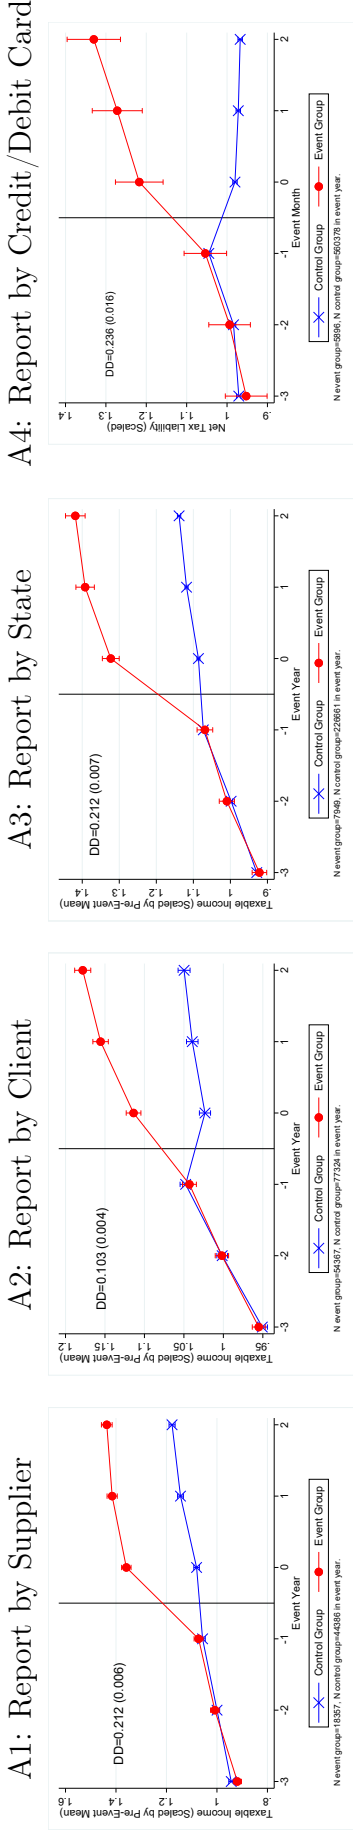 A1: Report by Supplier
Taxable Income (Scaled by Pre-Event Mean)
1.6
1.4
1.2
1
.8
DD=0.212 (0.006)
-3 -2 -1 0 1 2
Event Year
Control Group Event Group
N event group=18357, N control group=44386 in event year.
A2: Report by Client
Taxable Income (Scaled by Pre-Event Mean)
1.2
1.15
1.1
1.05
1
.95
DD=0.103 (0.004)
-3 -2 -1 0 1 2
Event Year
Control Group Event Group
N event group=54367, N control group=77324 in event year.
A3: Report by State
Taxable Income (Scaled by Pre-Event Mean)
1.4
1.3
1.2
1.1
1
.9
DD=0.212 (0.007)
-3 -2 -1 0 1 2
Event Year
Control Group Event Group
N event group=7949, N control group=226661 in event year.
A4: Report by Credit/Debit Card
Net Tax Liability (Scaled)
1.4
1.3
1.2
1.1
1
.9
DD=0.236 (0.016)
-3 -2 -1 0 1 2
Event Month
Control Group Event Group
N event group=5896, N control group=560378 in event year.